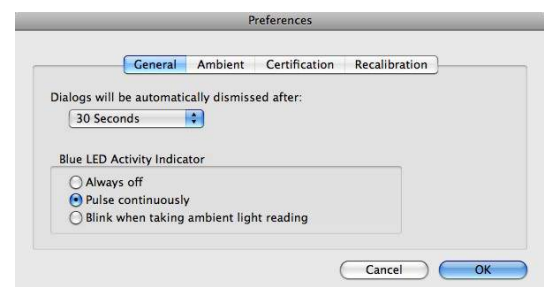 Preferences
General Ambient Certification Recalibration
Dialogs will be automatically dismissed after:
30 Seconds
Blue LED Activity Indicator
Always off
Pulse continuously
Blink when taking ambient light reading
Cancel OK